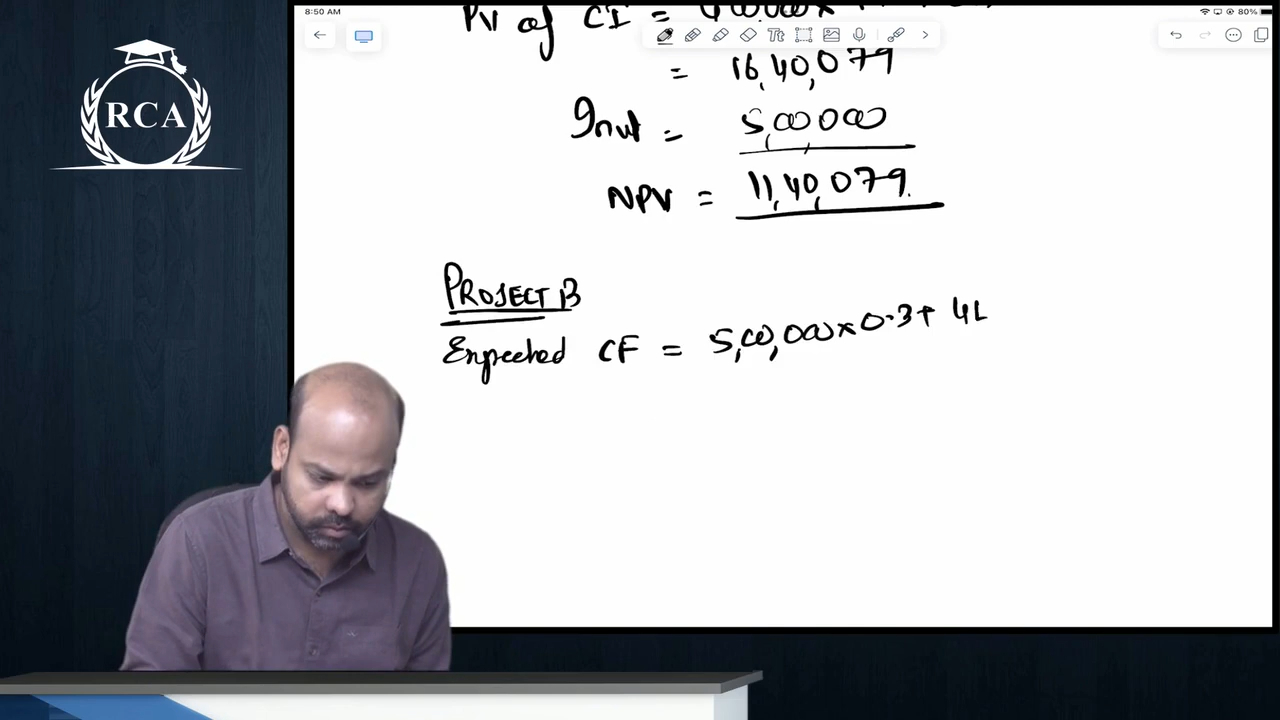 8:50 AM
80%
RCA
PV of CI =
= 16,40,079
Invt = 5,00,000
NPV = 11,40,079
PROJECT B
Expected CF = 5,00,000 x 0.3 + 4L